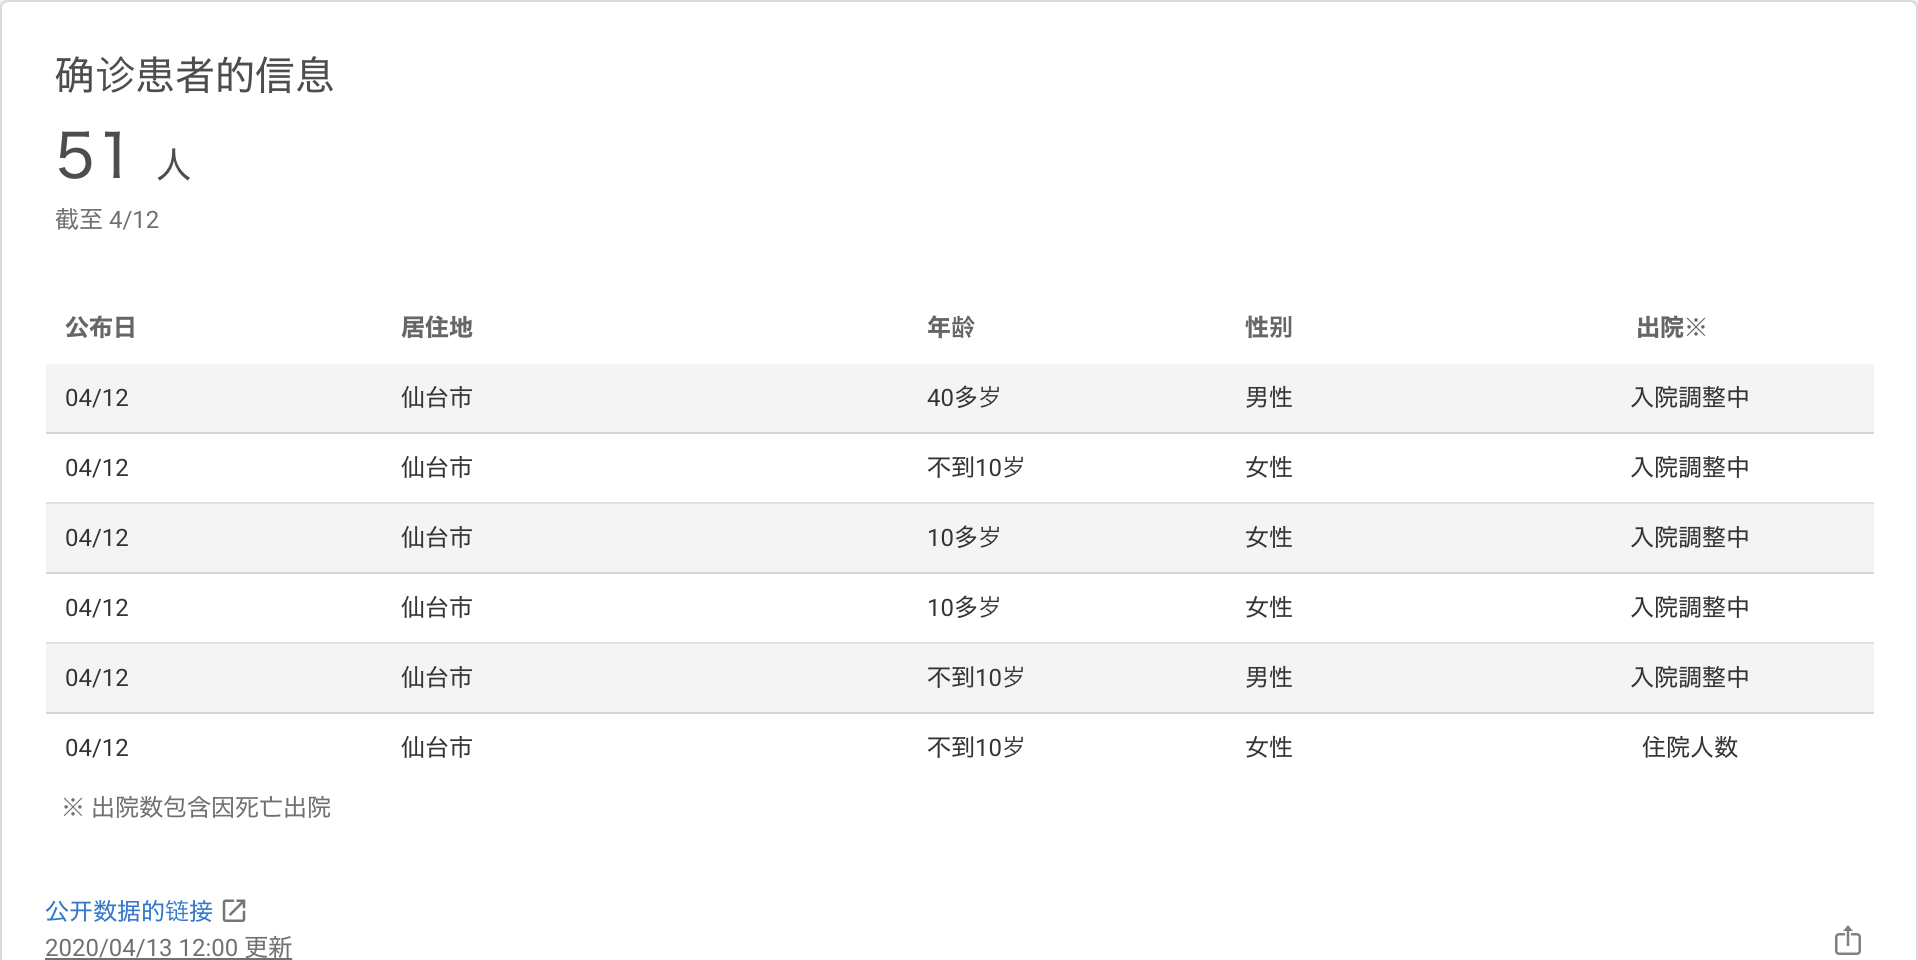 确诊患者的信息
51 人
截至 4/12
公布日 居住地 年龄 性别 出院※
04/12 仙台市 40多岁 男性 入院調整中
04/12 仙台市 不到10岁 女性 入院調整中
04/12 仙台市 10多岁 女性 入院調整中
04/12 仙台市 10多岁 女性 入院調整中
04/12 仙台市 不到10岁 男性 入院調整中
04/12 仙台市 不到10岁 女性 住院人数
※ 出院数包含因死亡出院
公开数据的链接
2020/04/13 12:00 更新